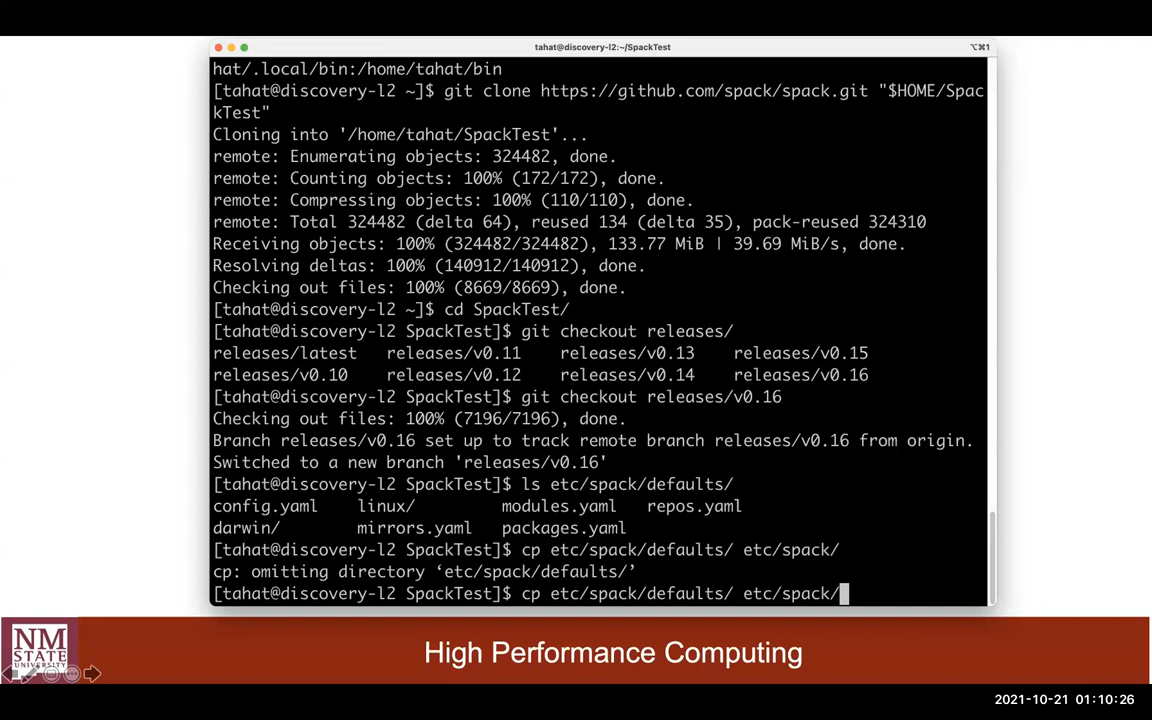 tahat@discovery-l2:~/SpackTest
⌥⌘1
hat/.local/bin:/home/tahat/bin
[tahat@discovery-l2 ~]$ git clone https://github.com/spack/spack.git "$HOME/Spac
kTest"
Cloning into '/home/tahat/SpackTest'...
remote: Enumerating objects: 324482, done.
remote: Counting objects: 100% (172/172), done.
remote: Compressing objects: 100% (110/110), done.
remote: Total 324482 (delta 64), reused 134 (delta 35), pack-reused 324310
Receiving objects: 100% (324482/324482), 133.77 MiB | 39.69 MiB/s, done.
Resolving deltas: 100% (140912/140912), done.
Checking out files: 100% (8669/8669), done.
[tahat@discovery-l2 ~]$ cd SpackTest/
[tahat@discovery-l2 SpackTest]$ git checkout releases/
releases/latest releases/v0.11 releases/v0.13 releases/v0.15
releases/v0.10 releases/v0.12 releases/v0.14 releases/v0.16
[tahat@discovery-l2 SpackTest]$ git checkout releases/v0.16
Checking out files: 100% (7196/7196), done.
Branch releases/v0.16 set up to track remote branch releases/v0.16 from origin.
Switched to a new branch 'releases/v0.16'
[tahat@discovery-l2 SpackTest]$ ls etc/spack/defaults/
config.yaml linux/ modules.yaml repos.yaml
darwin/ mirrors.yaml packages.yaml
[tahat@discovery-l2 SpackTest]$ cp etc/spack/defaults/ etc/spack/
cp: omitting directory ‘etc/spack/defaults/’
[tahat@discovery-l2 SpackTest]$ cp etc/spack/defaults/ etc/spack/
NM
STATE
UNIVERSITY
High Performance Computing
2021-10-21 01:10:26